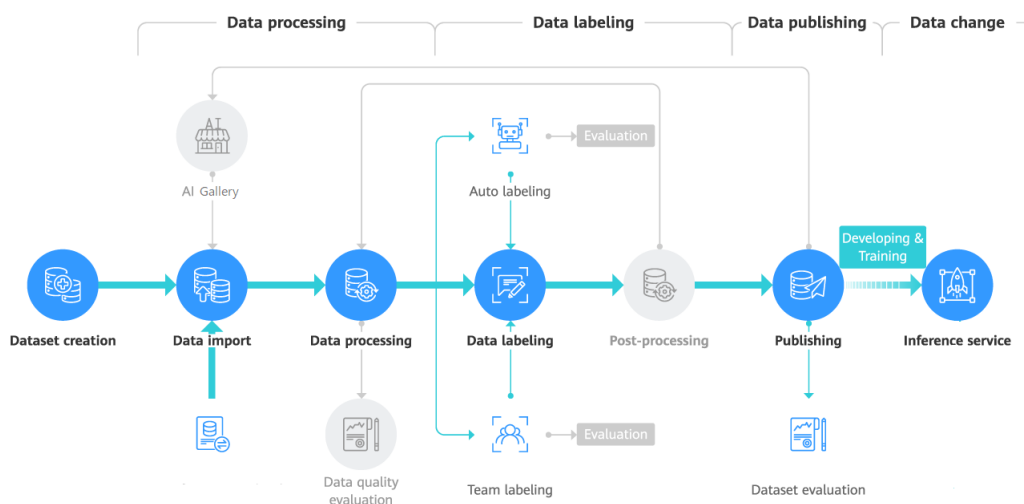 Data processing
Data labeling
Data publishing
Data change
AI
AI Gallery
Auto labeling
Evaluation
Developing &
Training
Dataset creation
Data import
Data processing
Data labeling
Post-processing
Publishing
Inference service
Evaluation
Data quality
evaluation
Team labeling
Dataset evaluation